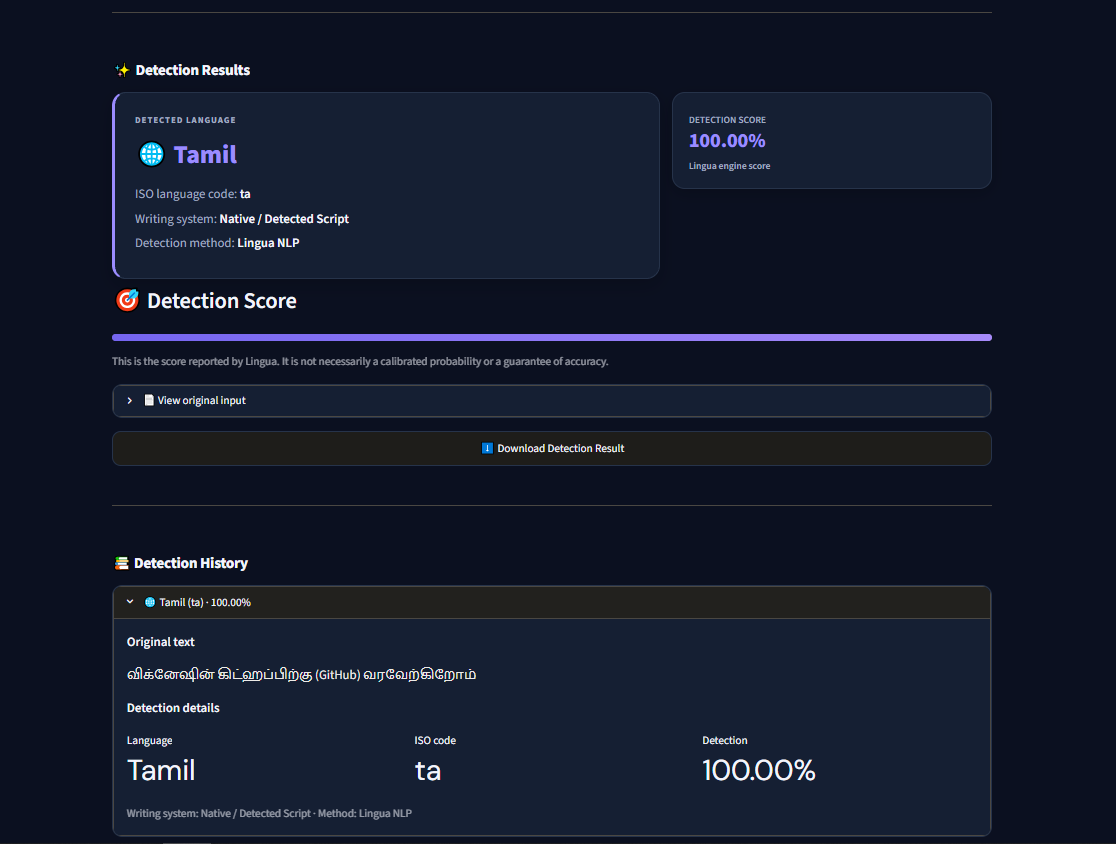 ✨ Detection Results
DETECTED LANGUAGE
🌐 Tamil
ISO language code: ta
Writing system: Native / Detected Script
Detection method: Lingua NLP
DETECTION SCORE
100.00%
Lingua engine score
🎯 Detection Score
This is the score reported by Lingua. It is not necessarily a calibrated probability or a guarantee of accuracy.
View original input
Download Detection Result
📚 Detection History
🌐 Tamil (ta) · 100.00%
Original text
விக்னேஷின் கிட்ஹப்பிற்கு (GitHub) வரவேற்கிறோம்
Detection details
Language
Tamil
ISO code
ta
Detection
100.00%
Writing system: Native / Detected Script · Method: Lingua NLP